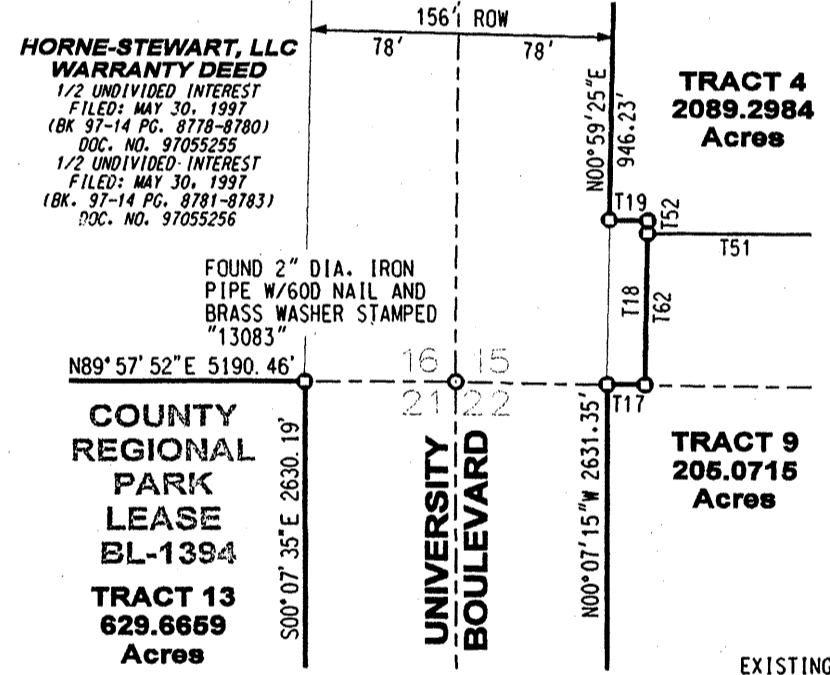 156' ROW
78' 78'
HORNE-STEWART, LLC
WARRANTY DEED
1/2 UNDIVIDED INTEREST
FILED: MAY 30, 1997
(BK 97-14 PG. 8778-8780)
DOC. NO. 97055255
1/2 UNDIVIDED INTEREST
FILED: MAY 30, 1997
(BK. 97-14 PG. 8781-8783)
DOC. NO. 97055256
N00°59'25"E
946.23'
TRACT 4
2089.2984
Acres
T19
T52
T51
T18
T62
FOUND 2" DIA. IRON
PIPE W/60D NAIL AND
BRASS WASHER STAMPED
"13083"
N89°57'52"E 5190.46'
16 15
21 22
T17
COUNTY
REGIONAL
PARK
LEASE
BL-1394
TRACT 13
629.6659
Acres
S00°07'35"E 2630.19'
UNIVERSITY
BOULEVARD
N00°07'15"W 2631.35'
TRACT 9
205.0715
Acres
EXISTING